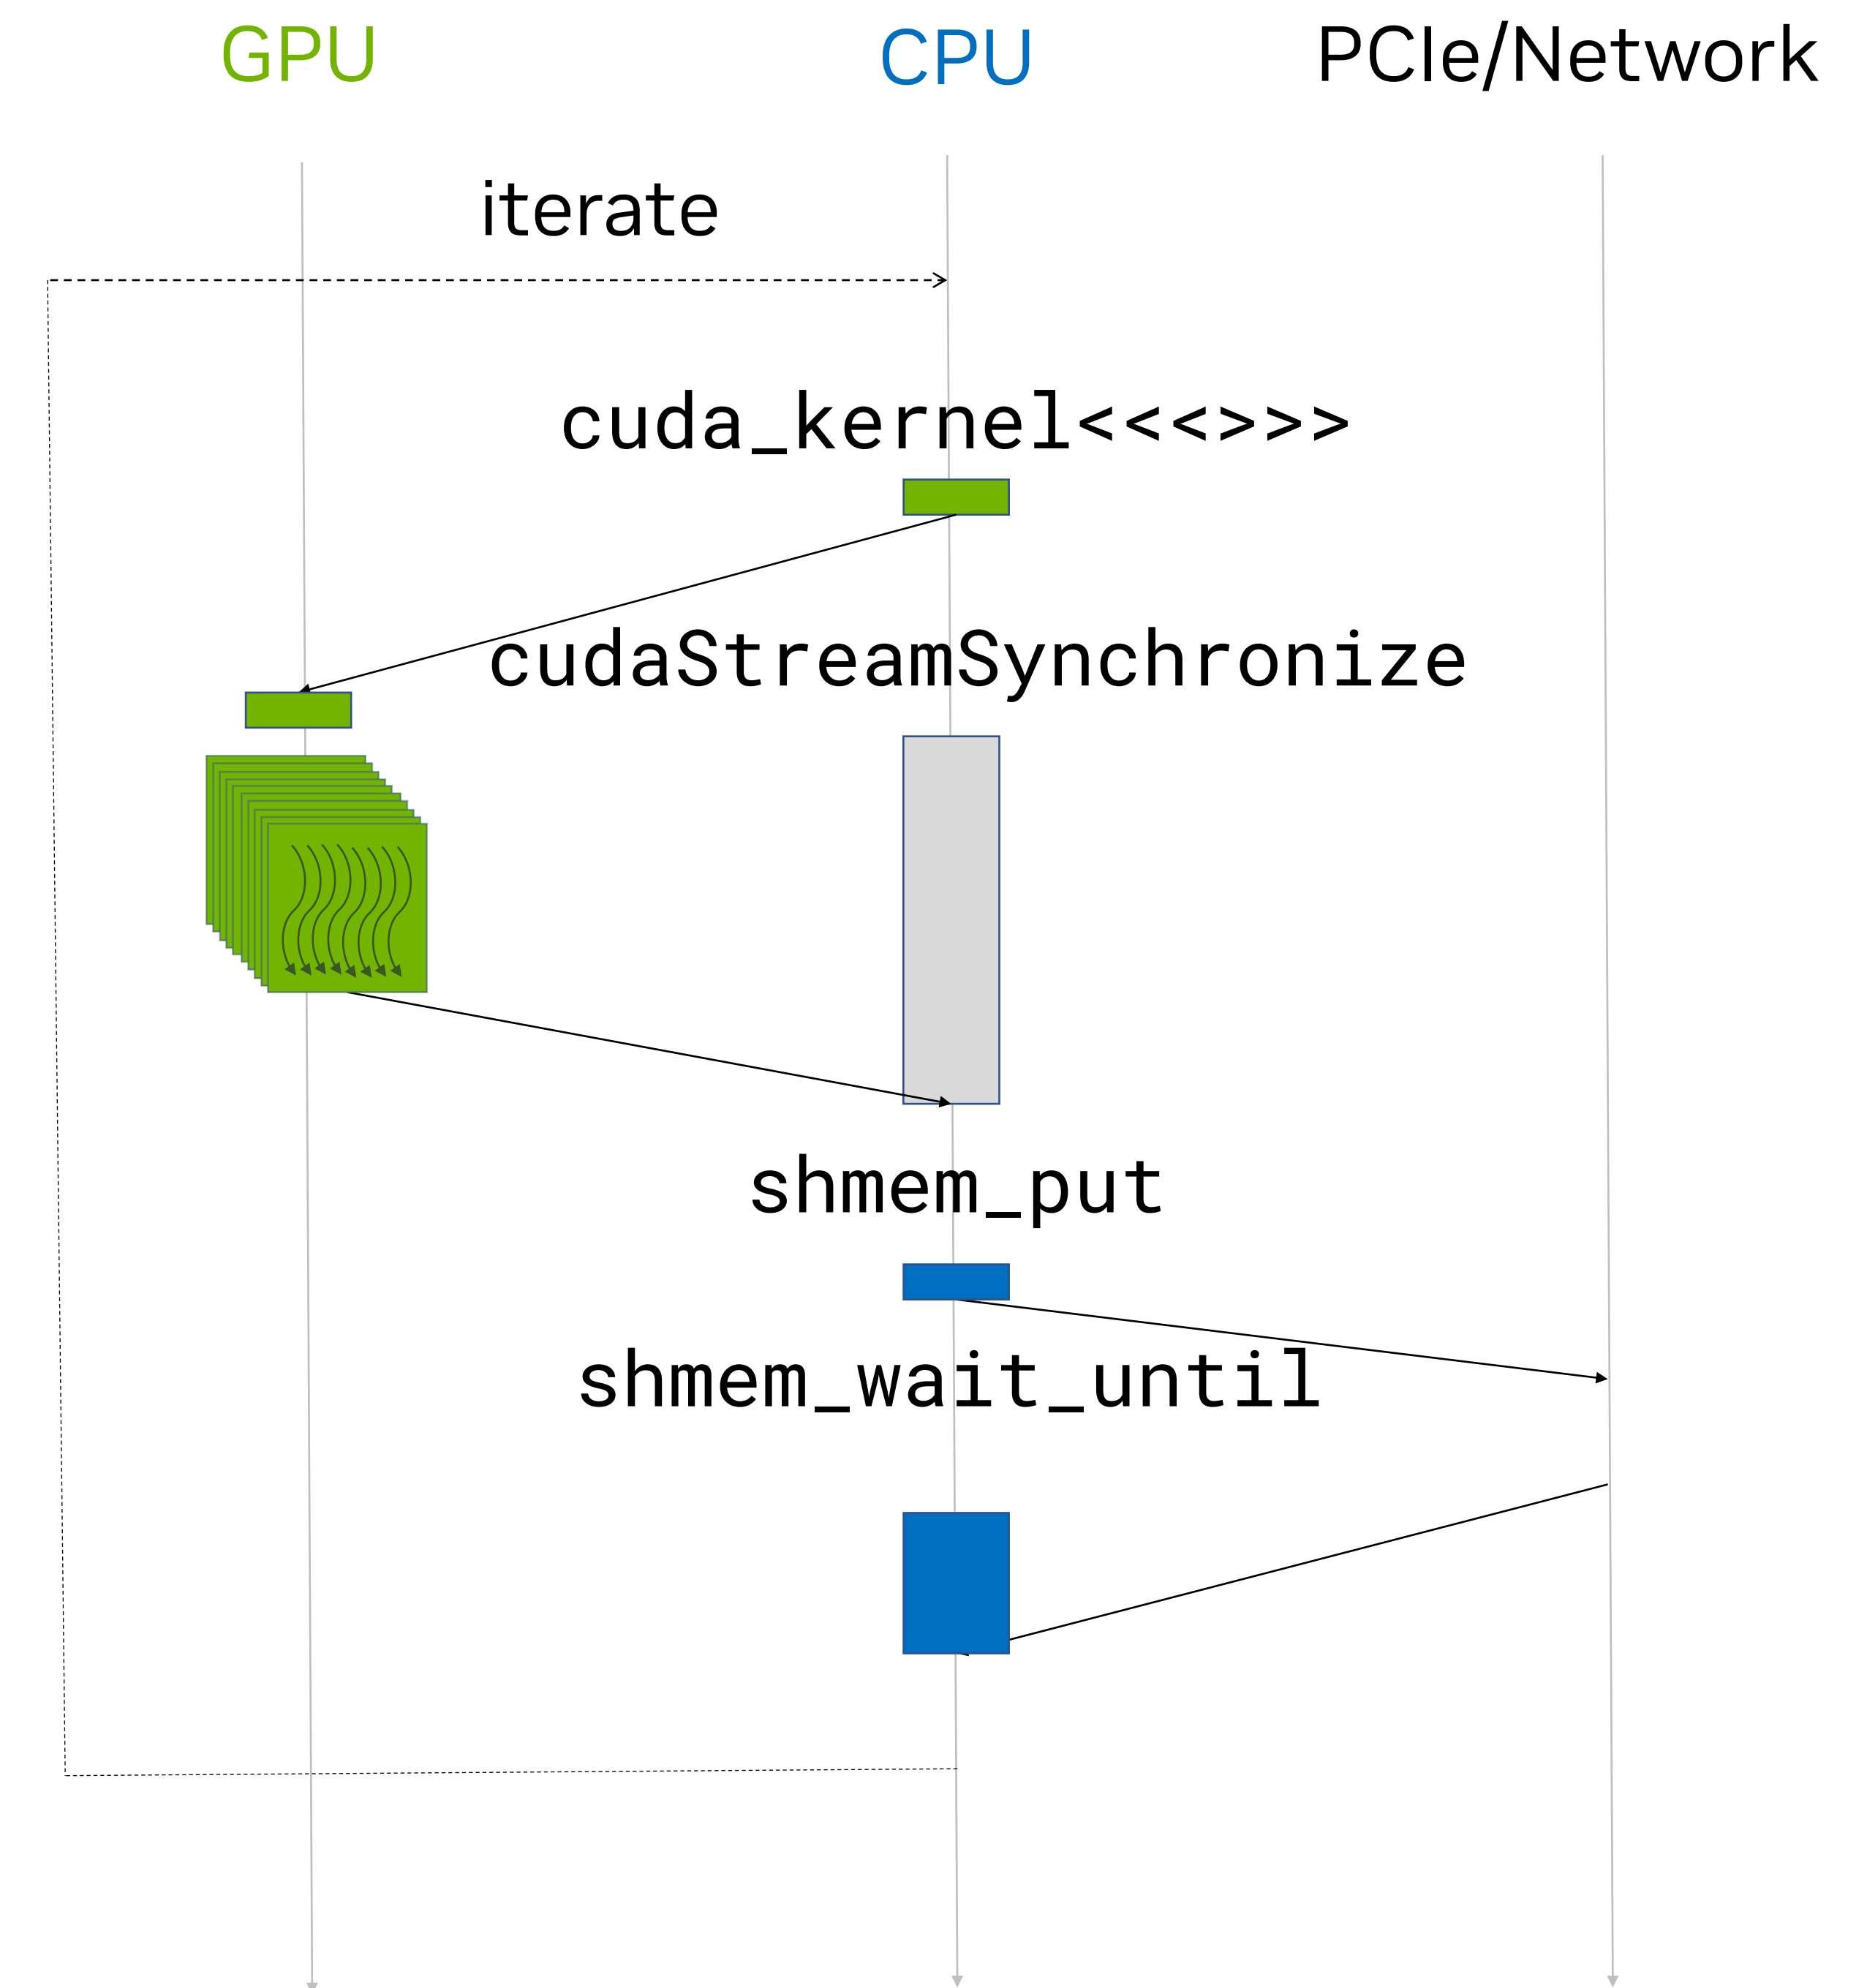 GPU
CPU
PCIe/Network
iterate
cuda_kernel<<<>>>
cudaStreamSynchronize
shmem_put
shmem_wait_until